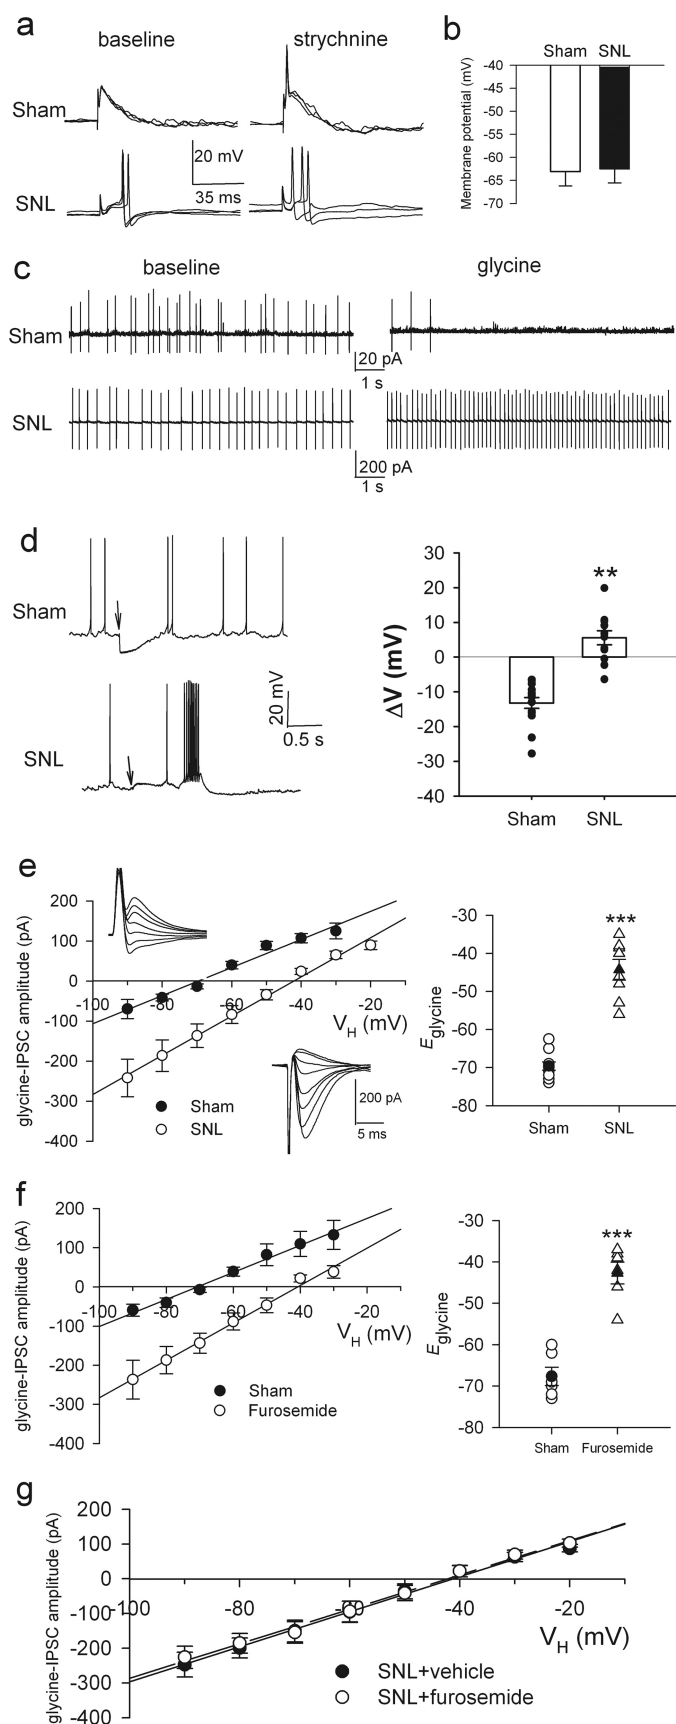 a
baseline
strychnine
Sham
20 mV
35 ms
SNL
b
Sham SNL
Membrane potential (mV)
-40
-45
-50
-55
-60
-65
-70
c
baseline
glycine
Sham
20 pA
1 s
SNL
200 pA
1 s
d
Sham
SNL
20 mV
0.5 s
ΔV (mV)
30
20
10
0
-10
-20
-30
-40
**
Sham SNL
e
glycine-IPSC amplitude (pA)
200
100
0
-100
-200
-300
-400
-100 -80 -60 -40 -20
VH (mV)
Sham
SNL
200 pA
5 ms
Eglycine
-30
-40
-50
-60
-70
-80
***
Sham SNL
f
glycine-IPSC amplitude (pA)
200
100
0
-100
-200
-300
-400
-100 -80 -60 -40 -20
VH (mV)
Sham
Furosemide
Eglycine
-30
-40
-50
-60
-70
-80
***
Sham Furosemide
g
glycine-IPSC amplitude (pA)
200
100
0
-100
-200
-300
-400
-100 -80 -60 -40 -20
VH (mV)
SNL+vehicle
SNL+furosemide